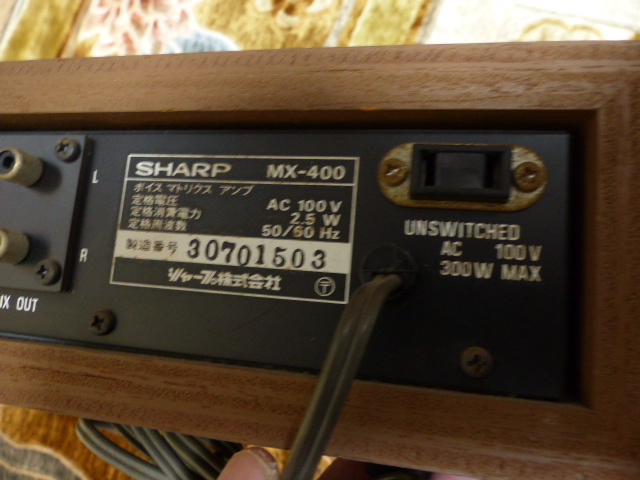 SHARP MX-400
ボイス マトリクス アンプ
定格電圧 AC 100 V
定格消費電力 2.5 W
定格周波数 50/60 Hz
製造番号 30701503
シャープ株式会社 〒
L
R
MX OUT
UNSWITCHED
AC 100 V
300W MAX